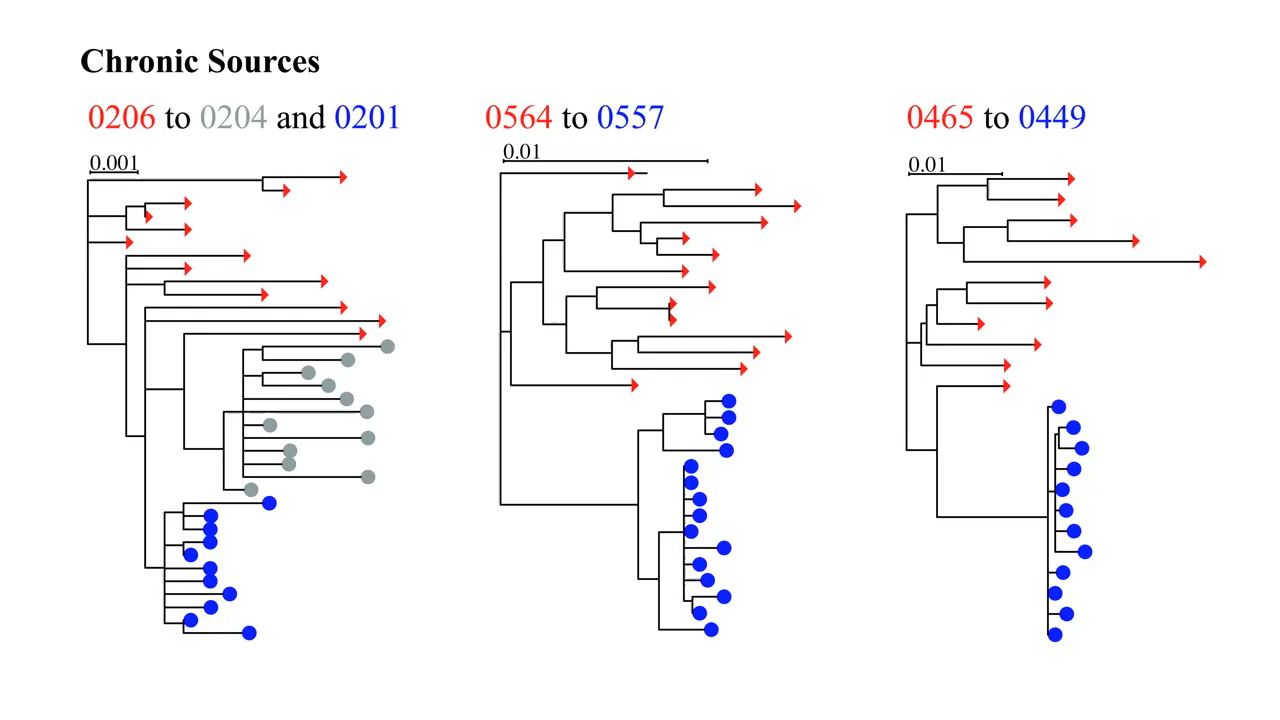 Chronic Sources
0206 to 0204 and 0201
0564 to 0557
0465 to 0449
0.001
0.01
0.01